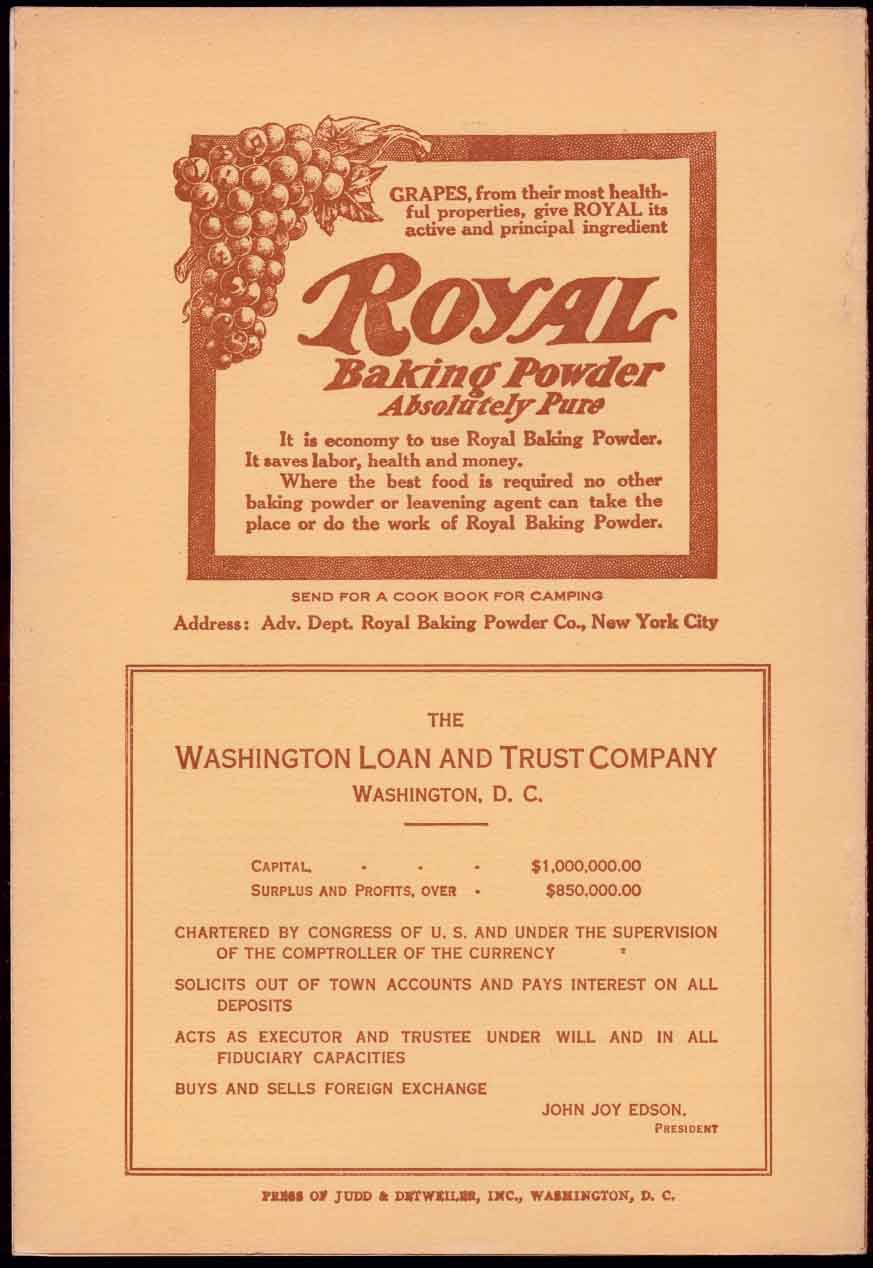 GRAPES, from their most health-
ful properties, give ROYAL its
active and principal ingredient
ROYAL
Baking Powder
Absolutely Pure
It is economy to use Royal Baking Powder.
It saves labor, health and money.
Where the best food is required no other
baking powder or leavening agent can take the
place or do the work of Royal Baking Powder.
SEND FOR A COOK BOOK FOR CAMPING
Address: Adv. Dept. Royal Baking Powder Co., New York City
THE
WASHINGTON LOAN AND TRUST COMPANY
WASHINGTON, D. C.
CAPITAL, - - - $1,000,000.00
SURPLUS AND PROFITS, OVER - $850,000.00
CHARTERED BY CONGRESS OF U. S. AND UNDER THE SUPERVISION
OF THE COMPTROLLER OF THE CURRENCY
SOLICITS OUT OF TOWN ACCOUNTS AND PAYS INTEREST ON ALL
DEPOSITS
ACTS AS EXECUTOR AND TRUSTEE UNDER WILL AND IN ALL
FIDUCIARY CAPACITIES
BUYS AND SELLS FOREIGN EXCHANGE
JOHN JOY EDSON,
PRESIDENT
PRESS OF JUDD & DETWEILER, INC., WASHINGTON, D. C.